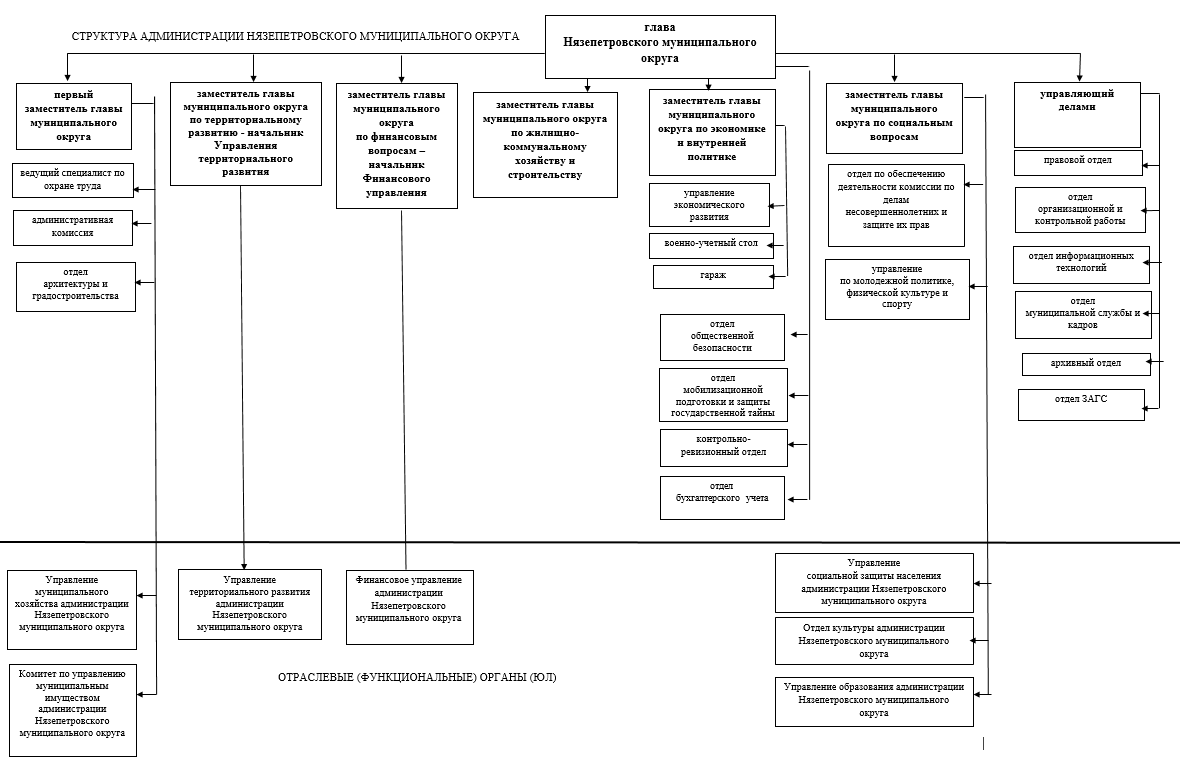 СТРУКТУРА АДМИНИСТРАЦИИ НЯЗЕПЕТРОВСКОГО МУНИЦИПАЛЬНОГО ОКРУГА
глава
Нязепетровского муниципального
округа
первый
заместитель главы
муниципального
округа
ведущий специалист по
охране труда
административная
комиссия
отдел
архитектуры и
градостроительства
заместитель главы
муниципального округа
по территориальному
развитию - начальник
Управления
территориального
развития
заместитель главы
муниципального
округа
по финансовым
вопросам –
начальник
Финансового
управления
заместитель главы
муниципального округа
по жилищно-
коммунальному
хозяйству и
строительству
заместитель главы
муниципального
округа по экономике
и внутренней
политике
управление
экономического
развития
военно-учетный стол
гараж
отдел
общественной
безопасности
отдел
мобилизационной
подготовки и защиты
государственной тайны
контрольно-
ревизионный отдел
отдел
бухгалтерского учета
заместитель главы
муниципального
округа по социальным
вопросам
отдел по обеспечению
деятельности комиссии по
делам
несовершеннолетних и
защите их прав
управление
по молодежной политике,
физической культуре и
спорту
управляющий
делами
правовой отдел
отдел
организационной и
контрольной работы
отдел информационных
технологий
отдел
муниципальной службы и
кадров
архивный отдел
отдел ЗАГС
Управление
муниципального
хозяйства администрации
Нязепетровского
муниципального округа
Комитет по управлению
муниципальным
имуществом
администрации
Нязепетровского
муниципального округа
Управление
территориального развития
администрации
Нязепетровского
муниципального округа
Финансовое управление
администрации
Нязепетровского
муниципального округа
ОТРАСЛЕВЫЕ (ФУНКЦИОНАЛЬНЫЕ) ОРГАНЫ (ЮЛ)
Управление
социальной защиты населения
администрации Нязепетровского
муниципального округа
Отдел культуры администрации
Нязепетровского муниципального
округа
Управление образования администрации
Нязепетровского муниципального
округа